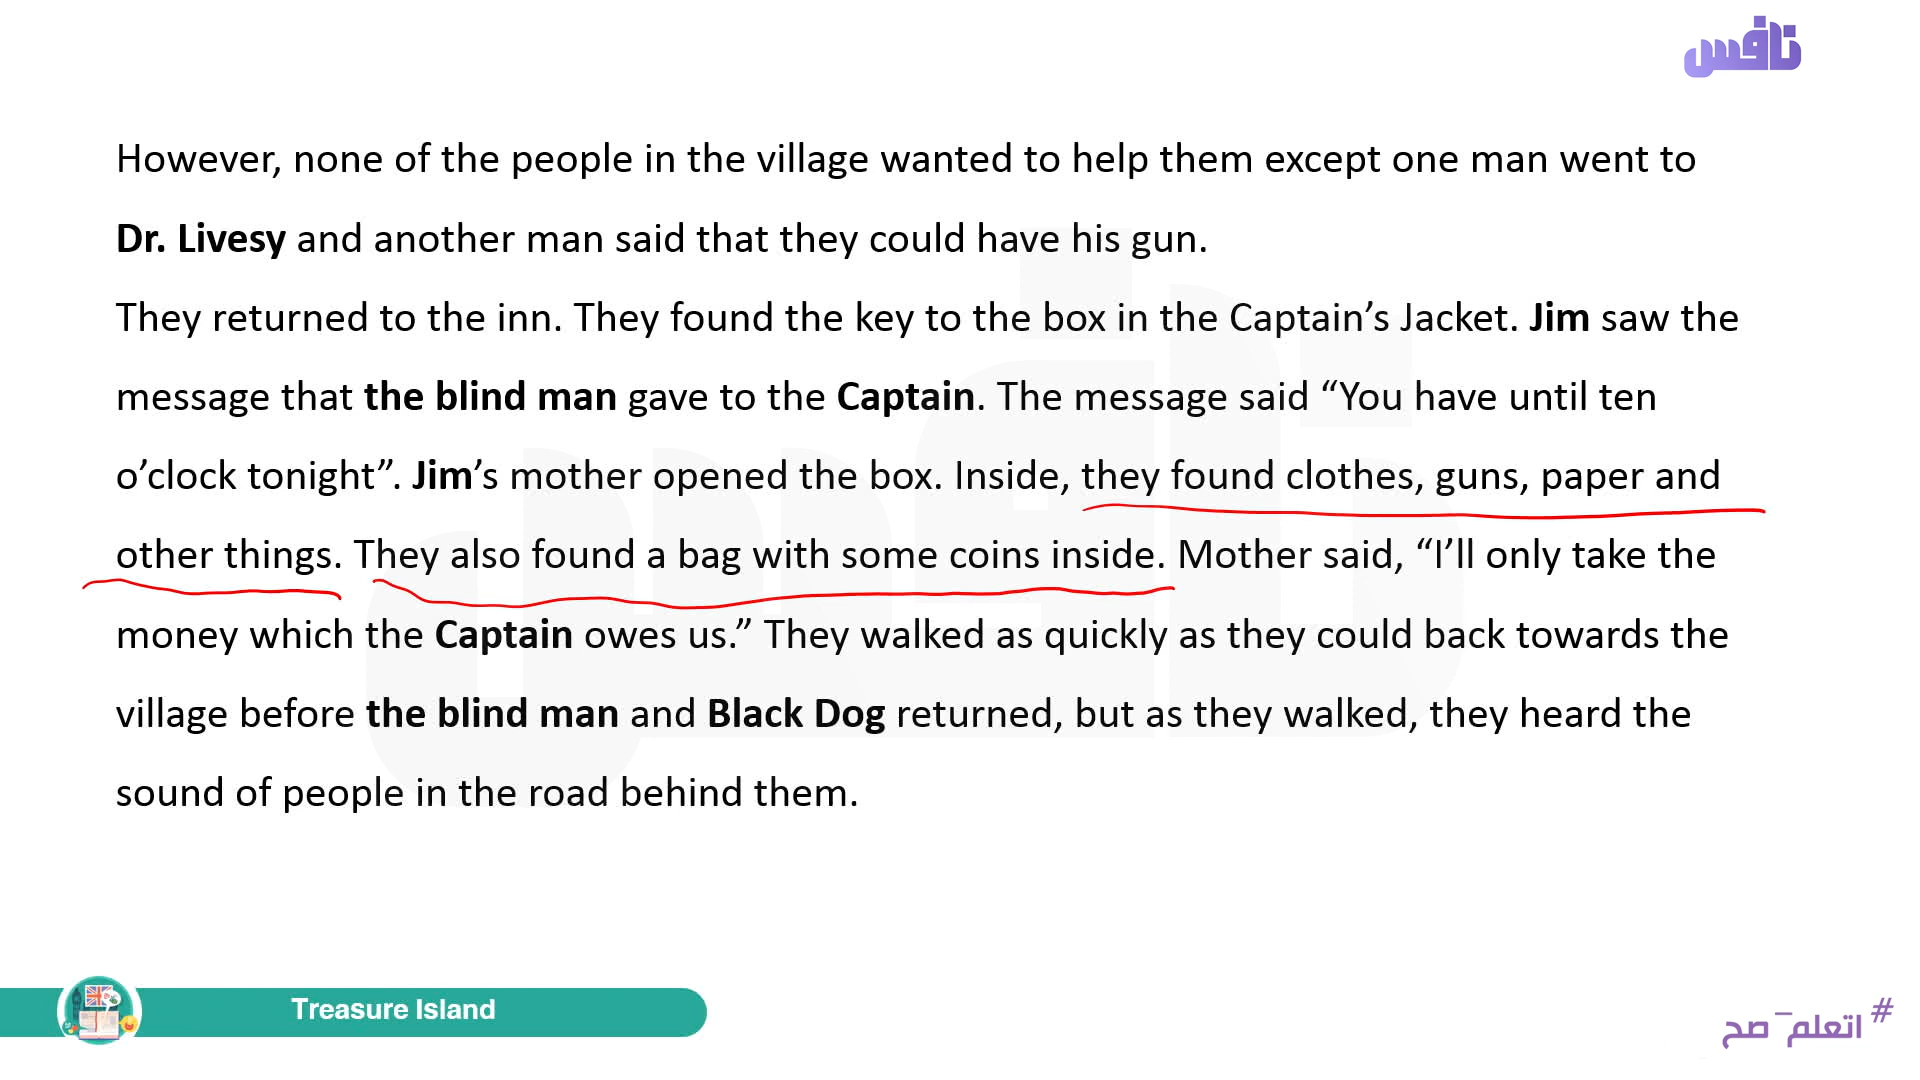 نافس
However, none of the people in the village wanted to help them except one man went to
Dr. Livesy and another man said that they could have his gun.
They returned to the inn. They found the key to the box in the Captain’s Jacket. Jim saw the
message that the blind man gave to the Captain. The message said “You have until ten
o’clock tonight”. Jim’s mother opened the box. Inside, they found clothes, guns, paper and
other things. They also found a bag with some coins inside. Mother said, “I’ll only take the
money which the Captain owes us.” They walked as quickly as they could back towards the
village before the blind man and Black Dog returned, but as they walked, they heard the
sound of people in the road behind them.
Treasure Island
#اتعلم_صح